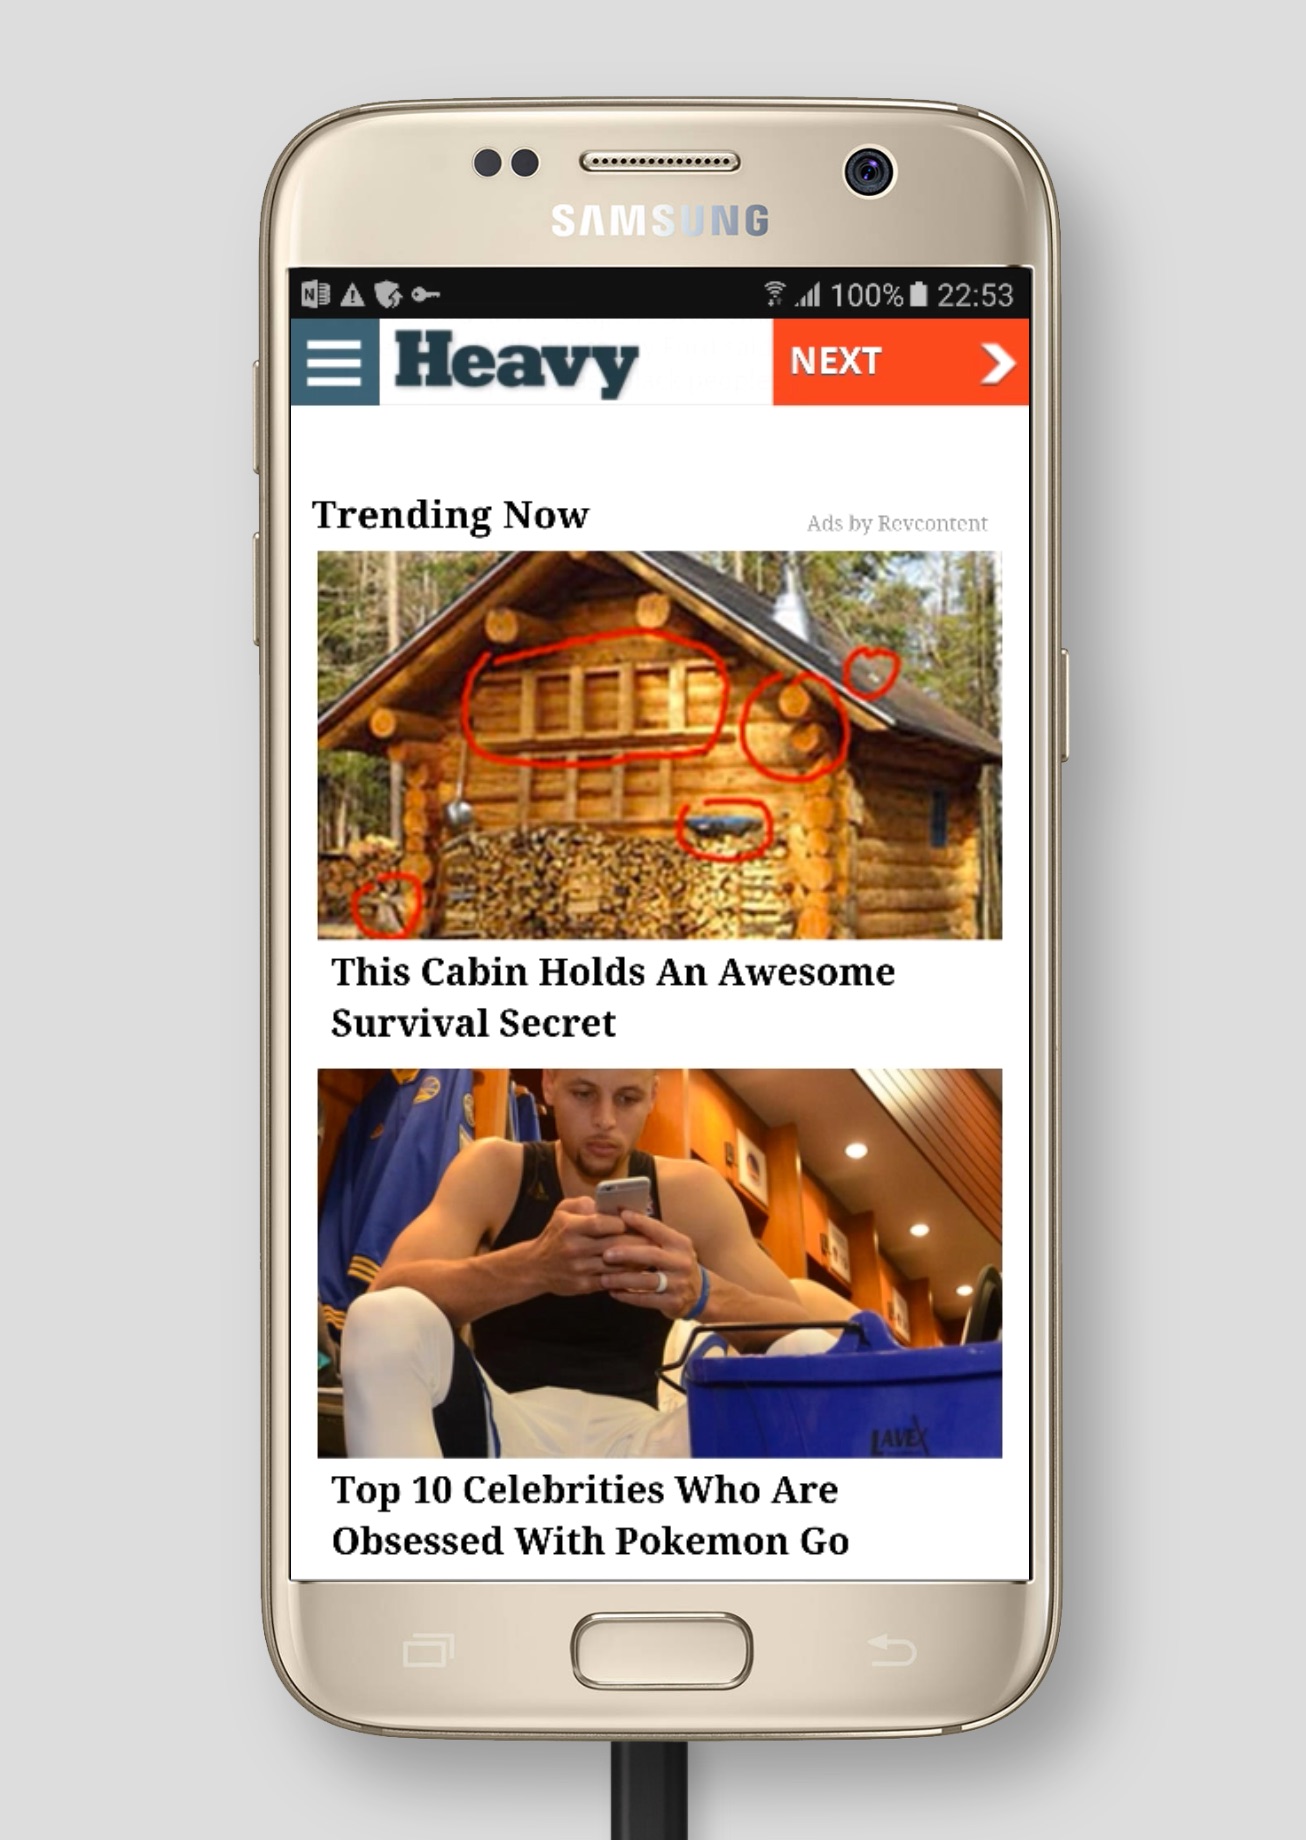 SAMSUNG
100% 22:53
Heavy
NEXT
Trending Now
Ads by Revcontent
This Cabin Holds An Awesome
Survival Secret
LAVEX
Top 10 Celebrities Who Are
Obsessed With Pokemon Go